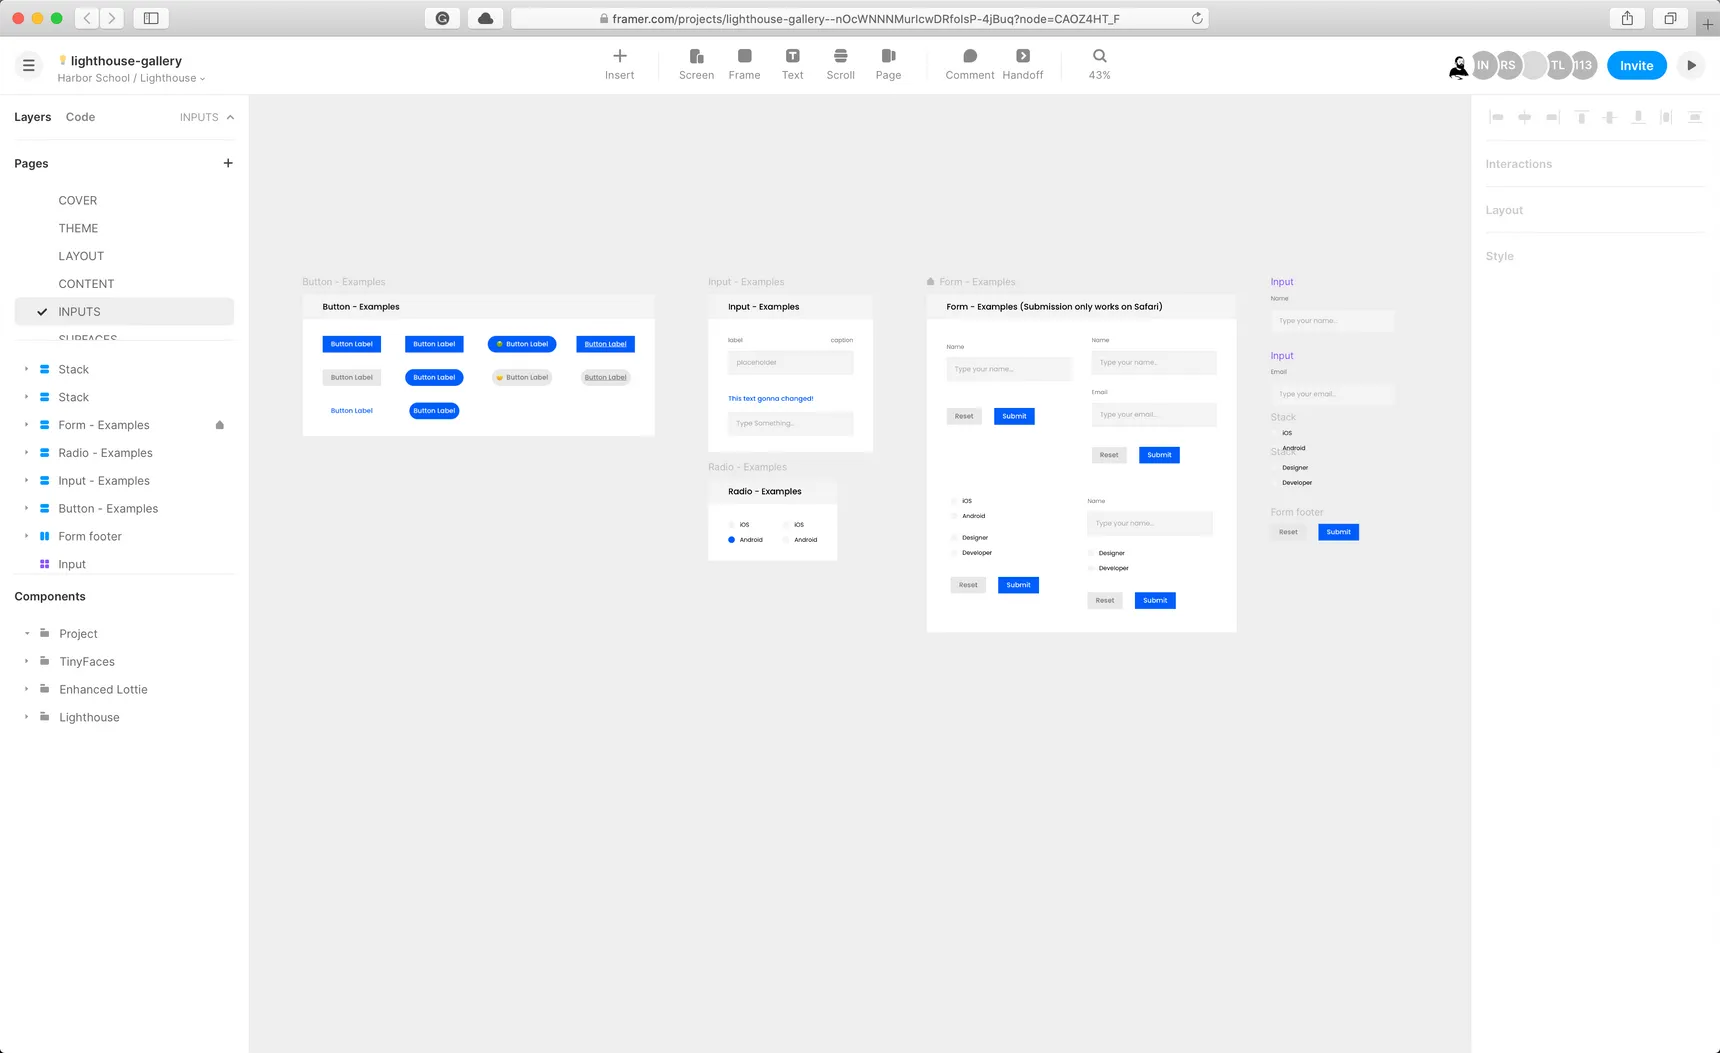 framer.com/projects/lighthouse-gallery--nOcWNNNMurlcwDRfolsP-4jBuq?node=CAOZ4HT_F
lighthouse-gallery
Harbor School / Lighthouse
Insert
Screen
Frame
Text
Scroll
Page
Comment
Handoff
43%
IN
RS
TL
113
Invite
Layers
Code
INPUTS
Pages
COVER
THEME
LAYOUT
CONTENT
INPUTS
SURFACES
Stack
Stack
Form - Examples
Radio - Examples
Input - Examples
Button - Examples
Form footer
Input
Components
Project
TinyFaces
Enhanced Lottie
Lighthouse
Button - Examples
Button - Examples
Button Label
Button Label
Button Label
Button Label
Button Label
Button Label
Button Label
Button Label
Button Label
Button Label
Input - Examples
Input - Examples
label
caption
placeholder
This text gonna changed!
Type Something...
Radio - Examples
Radio - Examples
iOS
iOS
Android
Android
Form - Examples
Form - Examples (Submission only works on Safari)
Name
Type your name...
Reset
Submit
Name
Type your name...
Email
Type your email...
Reset
Submit
iOS
Android
Designer
Developer
Reset
Submit
Name
Type your name...
Designer
Developer
Reset
Submit
Input
Name
Type your name...
Input
Email
Type your email...
Stack
iOS
Android
Stack
Designer
Developer
Form footer
Reset
Submit
Interactions
Layout
Style